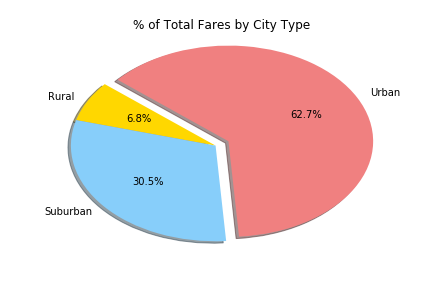 % of Total Fares by City Type
Urban
Rural
62.7%
6.8%
30.5%
Suburban